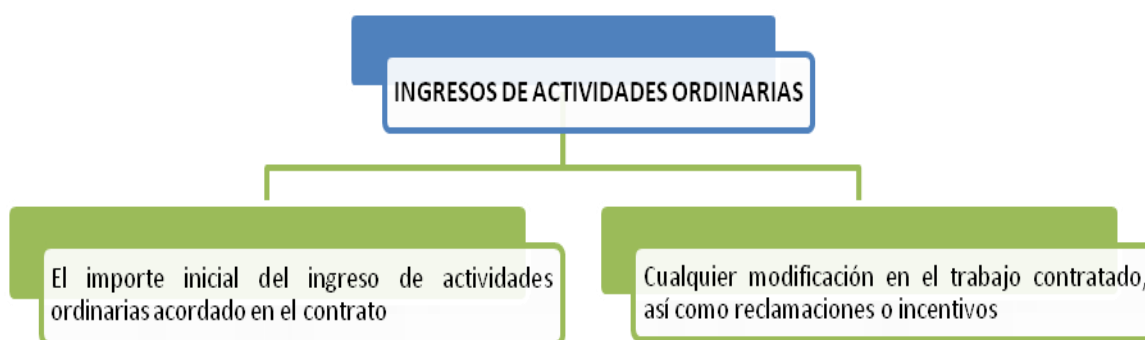 INGRESOS DE ACTIVIDADES ORDINARIAS
El importe inicial del ingreso de actividades
ordinarias acordado en el contrato
Cualquier modificación en el trabajo contratado,
así como reclamaciones o incentivos